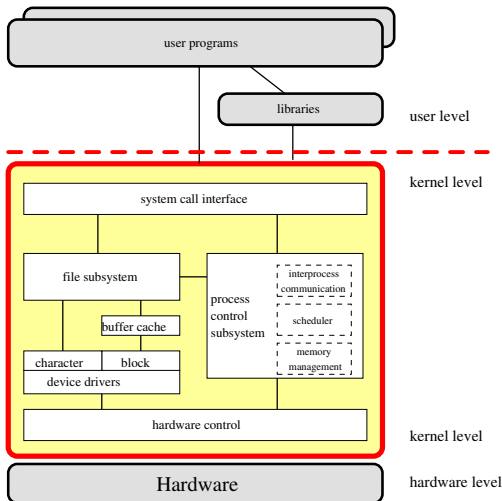 user programs
libraries
user level
kernel level
system call interface
file subsystem
process
control
subsystem
interprocess
communication
scheduler
memory
management
buffer cache
character
block
device drivers
hardware control
kernel level
Hardware
hardware level